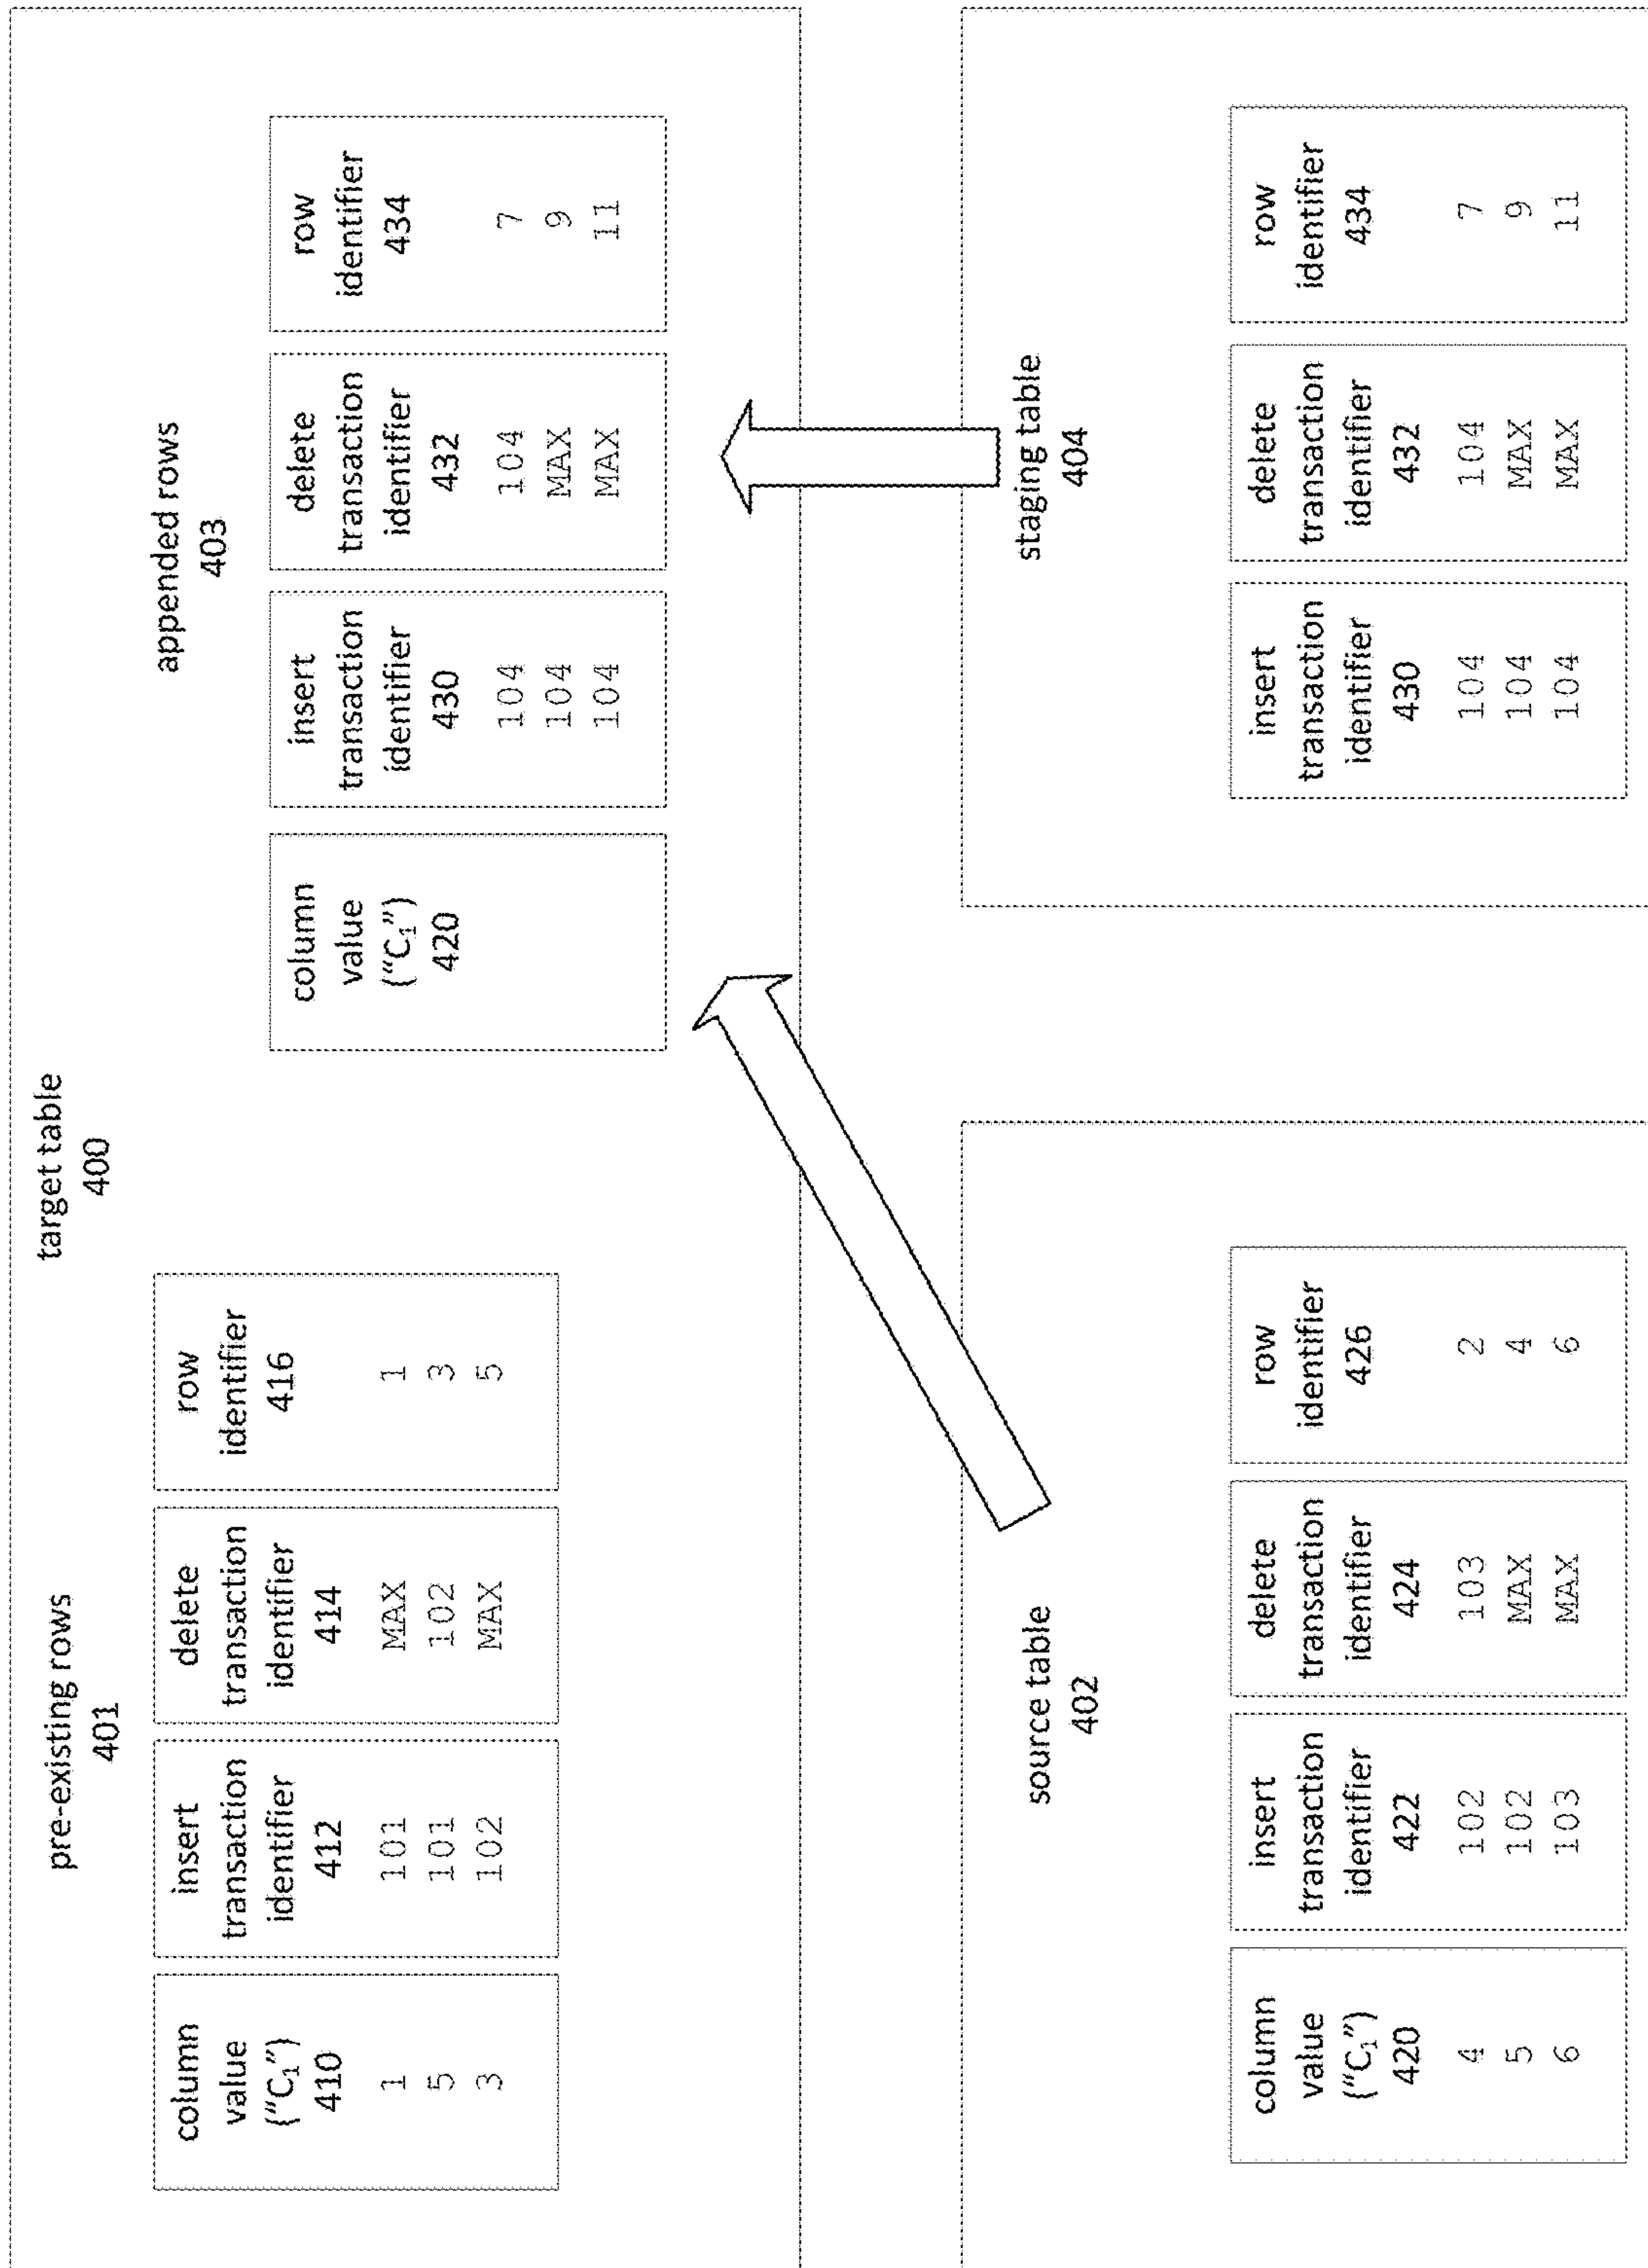 target table
400
pre-existing rows
401
column
value
("C₁")
410
1
5
3
insert
transaction
identifier
412
101
101
102
delete
transaction
identifier
414
MAX
102
MAX
row
identifier
416
1
3
5
appended rows
403
column
value
("C₁")
420
insert
transaction
identifier
430
104
104
104
delete
transaction
identifier
432
104
MAX
MAX
row
identifier
434
7
9
11
source table
402
column
value
("C₁")
420
4
5
6
insert
transaction
identifier
422
102
102
103
delete
transaction
identifier
424
103
MAX
MAX
row
identifier
426
2
4
6
staging table
404
insert
transaction
identifier
430
104
104
104
delete
transaction
identifier
432
104
MAX
MAX
row
identifier
434
7
9
11